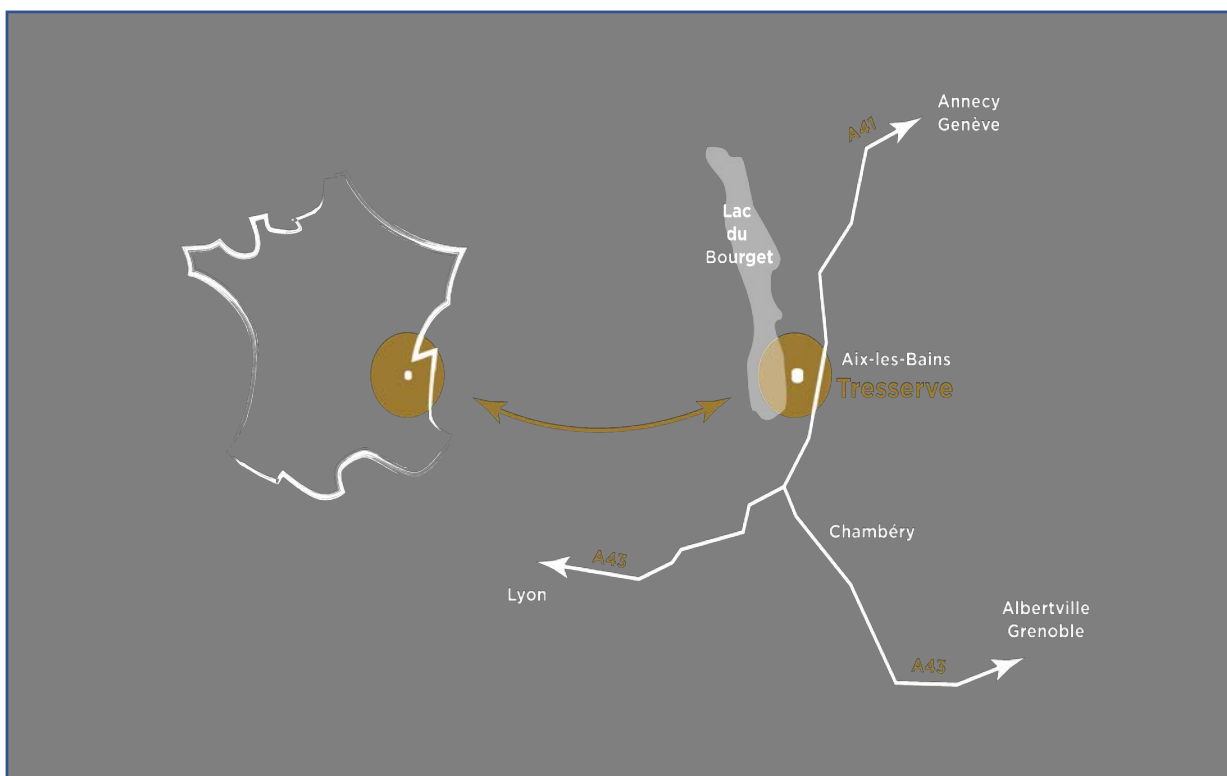 Annecy
Genève
A41
Lac
du
Bourget
Aix-les-Bains
Tresserve
Chambéry
A43
Lyon
Albertville
Grenoble
A43